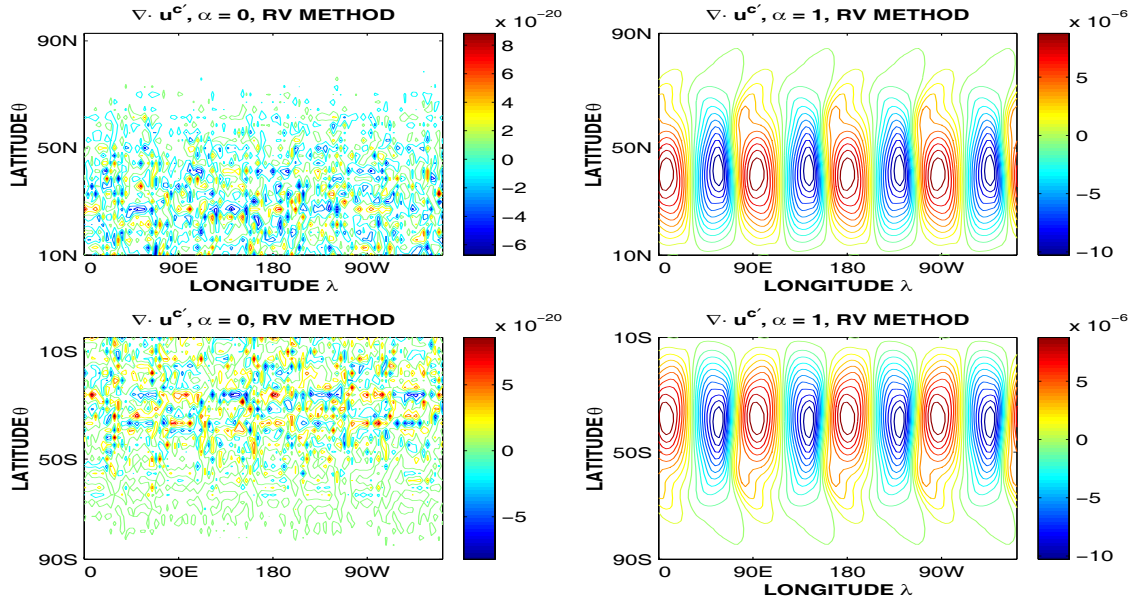 ∇· u^c′, α = 0, RV METHOD
x 10^−20
90N
50N
10N
LATITUDE θ
0 90E 180 90W
LONGITUDE λ
8
6
4
2
0
−2
−4
−6
∇· u^c′, α = 1, RV METHOD
x 10^−6
90N
50N
10N
LATITUDE θ
0 90E 180 90W
LONGITUDE λ
5
0
−5
−10
∇· u^c′, α = 0, RV METHOD
x 10^−20
10S
50S
90S
LATITUDE θ
0 90E 180 90W
5
0
−5
∇· u^c′, α = 1, RV METHOD
x 10^−6
10S
50S
90S
LATITUDE θ
0 90E 180 90W
LONGITUDE λ
5
0
−5
−10